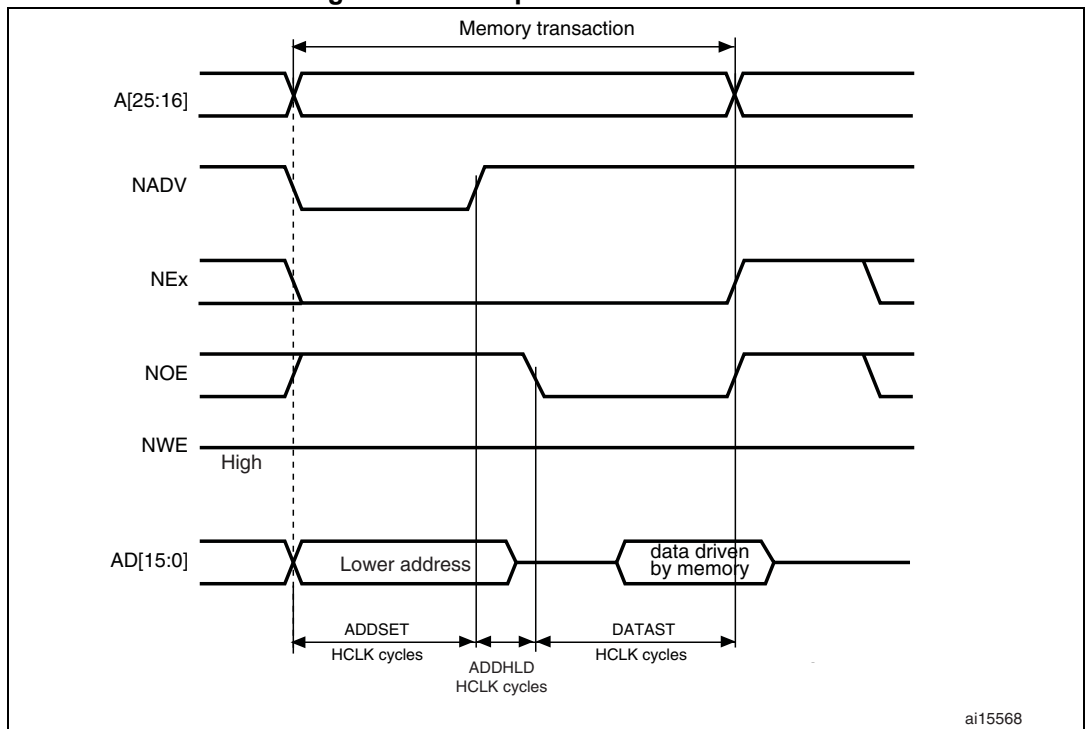 Memory transaction
A[25:16]
NADV
NEx
NOE
NWE
High
AD[15:0]
Lower address
data driven
by memory
ADDSET
HCLK cycles
ADDHLD
HCLK cycles
DATAST
HCLK cycles
ai15568